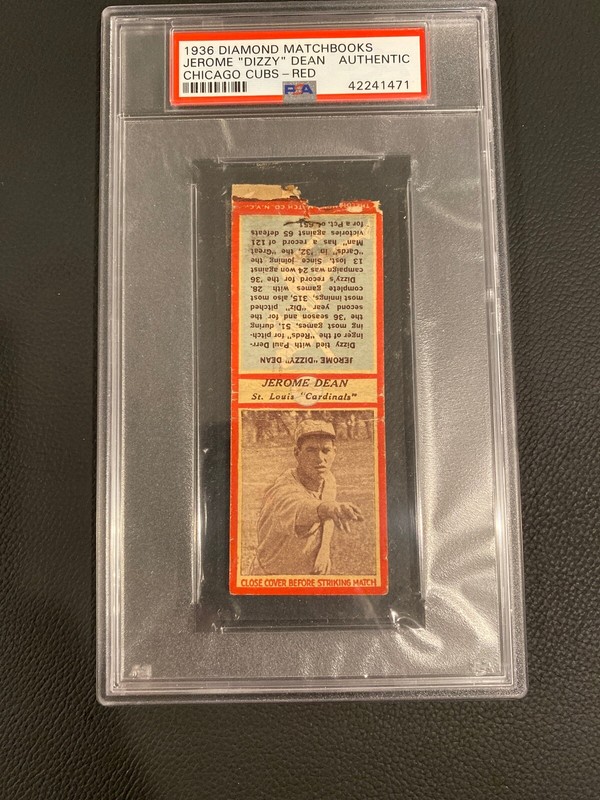 1936 DIAMOND MATCHBOOKS
JEROME "DIZZY" DEAN AUTHENTIC
CHICAGO CUBS - RED
PSA 42241471
JEROME "DIZZY" DEAN
Dizzy tied with Paul Derr-
inger of the "Reds" for pitch-
ing most games, 51, during
the '36 season and for the
second year "Diz" pitched
most innings, 315, also most
complete games with 28.
Dizzy's record for the '36
campaign was 24 won against
13 lost. Since joining the
"Cards" in '32, the "Great
Man" has a record of 121
victories against 65 defeats
for a Pct. of .651.
MATCH CO. N.Y.C.
JEROME DEAN
St. Louis "Cardinals"
CLOSE COVER BEFORE STRIKING MATCH